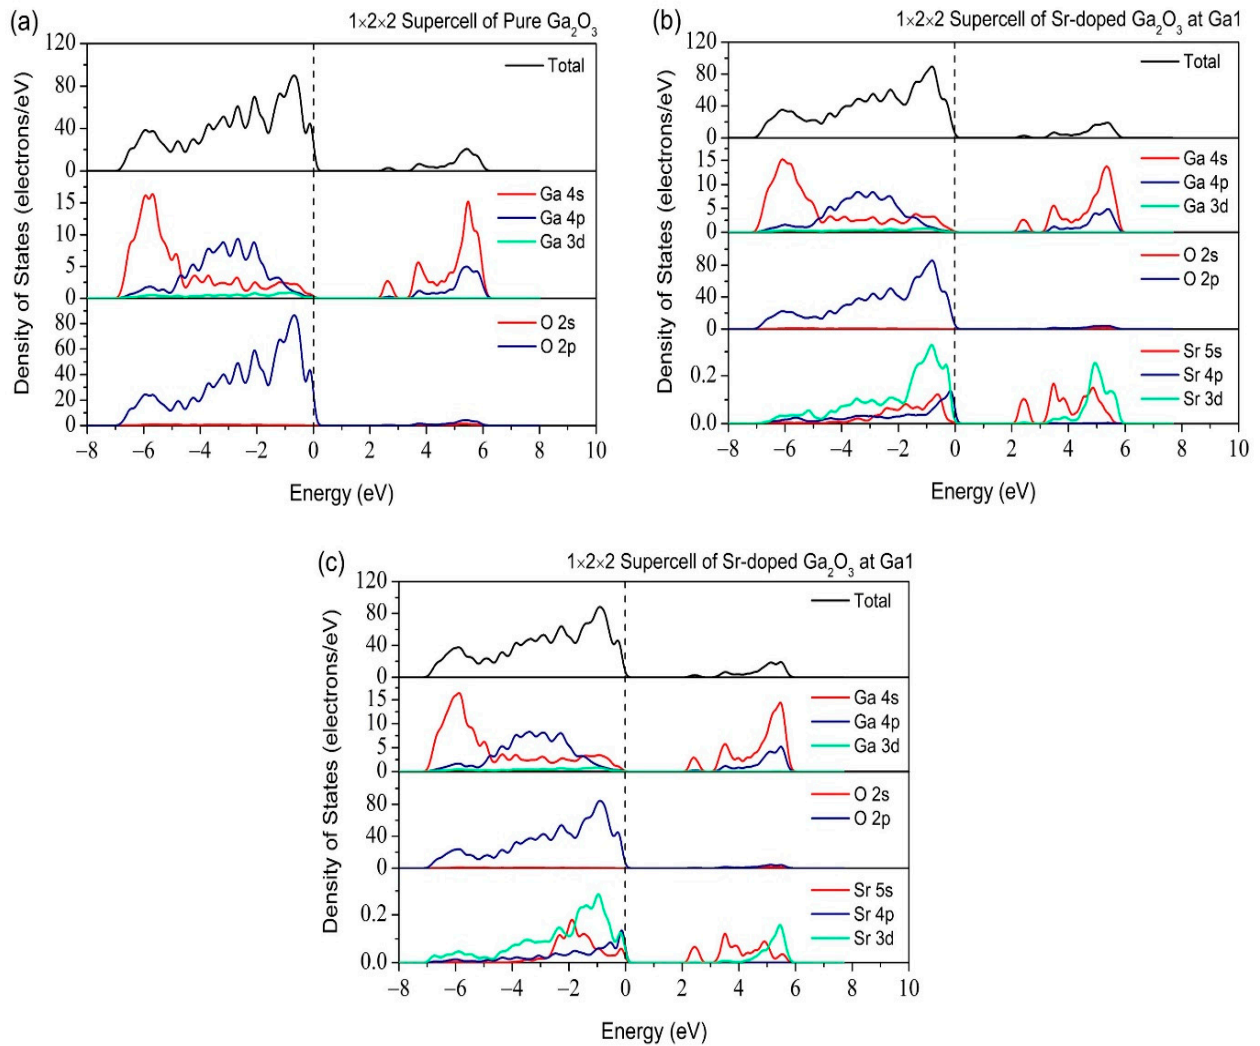 (a)
1×2×2 Supercell of Pure Ga2O3
120
80
40
0
Total
15
10
5
0
Ga 4s
Ga 4p
Ga 3d
80
60
40
20
0
O 2s
O 2p
−8 −6 −4 −2 0 2 4 6 8 10
Energy (eV)
Density of States (electrons/eV)
(b)
1×2×2 Supercell of Sr-doped Ga2O3 at Ga1
120
80
40
0
Total
15
10
5
0
Ga 4s
Ga 4p
Ga 3d
80
40
0
O 2s
O 2p
0.2
0.0
Sr 5s
Sr 4p
Sr 3d
−8 −6 −4 −2 0 2 4 6 8 10
Energy (eV)
Density of States (electrons/eV)
(c)
1×2×2 Supercell of Sr-doped Ga2O3 at Ga1
120
80
40
0
Total
15
10
5
0
Ga 4s
Ga 4p
Ga 3d
80
40
0
O 2s
O 2p
0.2
0.0
Sr 5s
Sr 4p
Sr 3d
−8 −6 −4 −2 0 2 4 6 8 10
Energy (eV)
Density of States (electrons/eV)